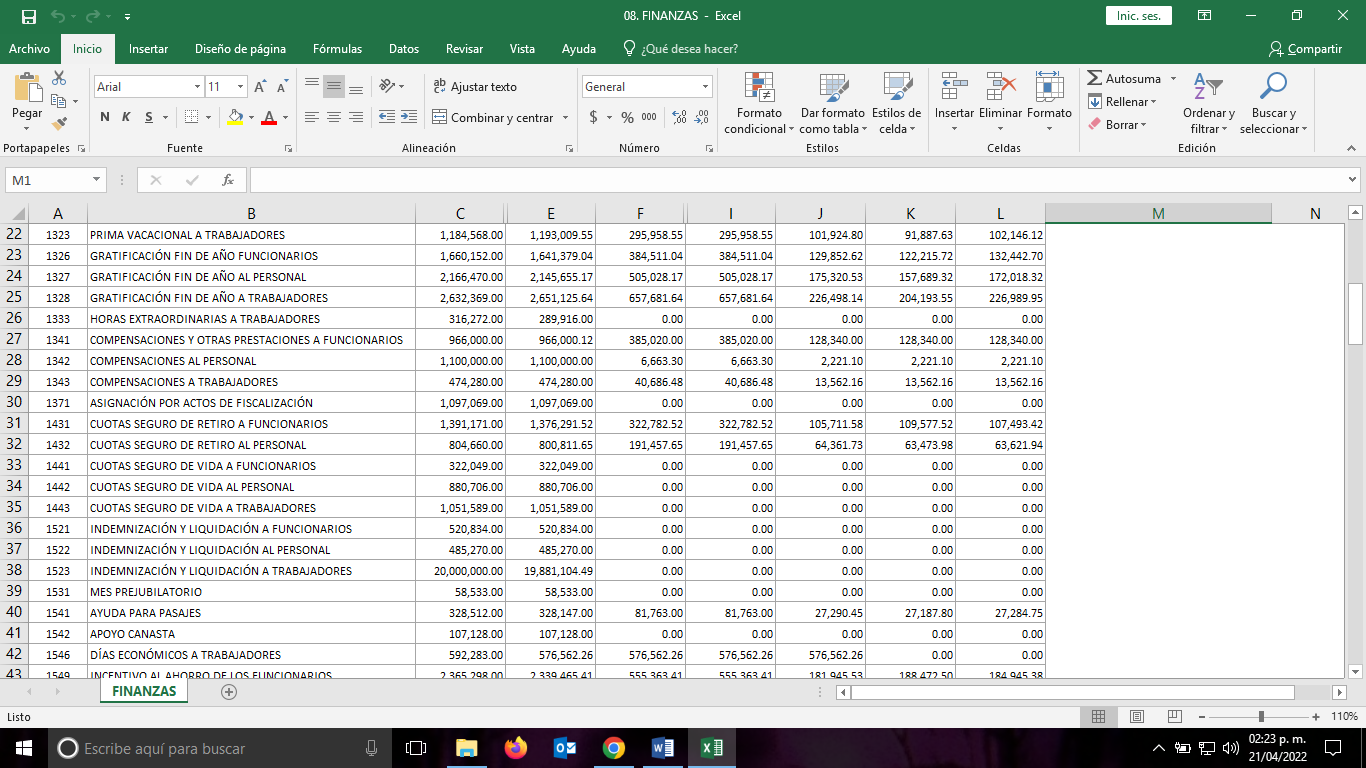 08. FINANZAS - Excel
Inic. ses.
Archivo Inicio Insertar Diseño de página Fórmulas Datos Revisar Vista Ayuda ¿Qué desea hacer? Compartir
Pegar
Portapapeles
Arial 11
N K S
Fuente
Ajustar texto
Combinar y centrar
Alineación
General
$ % 000
Número
Formato condicional
Dar formato como tabla
Estilos de celda
Estilos
Insertar Eliminar Formato
Celdas
Autosuma
Rellenar
Borrar
Ordenar y filtrar
Buscar y seleccionar
Edición
M1 fx
A B C E F I J K L M N
22 1323 PRIMA VACACIONAL A TRABAJADORES 1,184,568.00 1,193,009.55 295,958.55 295,958.55 101,924.80 91,887.63 102,146.12
23 1326 GRATIFICACIÓN FIN DE AÑO FUNCIONARIOS 1,660,152.00 1,641,379.04 384,511.04 384,511.04 129,852.62 122,215.72 132,442.70
24 1327 GRATIFICACIÓN FIN DE AÑO AL PERSONAL 2,166,470.00 2,145,655.17 505,028.17 505,028.17 175,320.53 157,689.32 172,018.32
25 1328 GRATIFICACIÓN FIN DE AÑO A TRABAJADORES 2,632,369.00 2,651,125.64 657,681.64 657,681.64 226,498.14 204,193.55 226,989.95
26 1333 HORAS EXTRAORDINARIAS A TRABAJADORES 316,272.00 289,916.00 0.00 0.00 0.00 0.00 0.00
27 1341 COMPENSACIONES Y OTRAS PRESTACIONES A FUNCIONARIOS 966,000.00 966,000.12 385,020.00 385,020.00 128,340.00 128,340.00 128,340.00
28 1342 COMPENSACIONES AL PERSONAL 1,100,000.00 1,100,000.00 6,663.30 6,663.30 2,221.10 2,221.10 2,221.10
29 1343 COMPENSACIONES A TRABAJADORES 474,280.00 474,280.00 40,686.48 40,686.48 13,562.16 13,562.16 13,562.16
30 1371 ASIGNACIÓN POR ACTOS DE FISCALIZACIÓN 1,097,069.00 1,097,069.00 0.00 0.00 0.00 0.00 0.00
31 1431 CUOTAS SEGURO DE RETIRO A FUNCIONARIOS 1,391,171.00 1,376,291.52 322,782.52 322,782.52 105,711.58 109,577.52 107,493.42
32 1432 CUOTAS SEGURO DE RETIRO AL PERSONAL 804,660.00 800,811.65 191,457.65 191,457.65 64,361.73 63,473.98 63,621.94
33 1441 CUOTAS SEGURO DE VIDA A FUNCIONARIOS 322,049.00 322,049.00 0.00 0.00 0.00 0.00 0.00
34 1442 CUOTAS SEGURO DE VIDA AL PERSONAL 880,706.00 880,706.00 0.00 0.00 0.00 0.00 0.00
35 1443 CUOTAS SEGURO DE VIDA A TRABAJADORES 1,051,589.00 1,051,589.00 0.00 0.00 0.00 0.00 0.00
36 1521 INDEMNIZACIÓN Y LIQUIDACIÓN A FUNCIONARIOS 520,834.00 520,834.00 0.00 0.00 0.00 0.00 0.00
37 1522 INDEMNIZACIÓN Y LIQUIDACIÓN AL PERSONAL 485,270.00 485,270.00 0.00 0.00 0.00 0.00 0.00
38 1523 INDEMNIZACIÓN Y LIQUIDACIÓN A TRABAJADORES 20,000,000.00 19,881,104.49 0.00 0.00 0.00 0.00 0.00
39 1531 MES PREJUBILATORIO 58,533.00 58,533.00 0.00 0.00 0.00 0.00 0.00
40 1541 AYUDA PARA PASAJES 328,512.00 328,147.00 81,763.00 81,763.00 27,290.45 27,187.80 27,284.75
41 1542 APOYO CANASTA 107,128.00 107,128.00 0.00 0.00 0.00 0.00 0.00
42 1546 DÍAS ECONÓMICOS A TRABAJADORES 592,283.00 576,562.26 576,562.26 576,562.26 576,562.26 0.00 0.00
43 1549 INCENTIVO AL AHORRO DE LOS FUNCIONARIOS 2,365,298.00 2,339,465.41 555,363.41 555,363.41 181,945.53 188,472.50 184,945.38
FINANZAS
Listo 110%
Escribe aquí para buscar
02:23 p. m.
21/04/2022